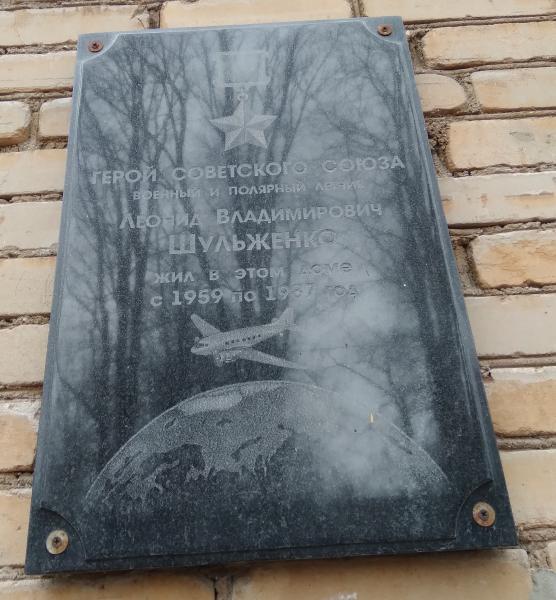 ГЕРОЙ СОВЕТСКОГО СОЮЗА
ВОЕННЫЙ И ПОЛЯРНЫЙ ЛЕТЧИК
ЛЕОНИД ВЛАДИМИРОВИЧ
ШУЛЬЖЕНКО
ЖИЛ В ЭТОМ ДОМЕ
С 1959 ПО ГОД